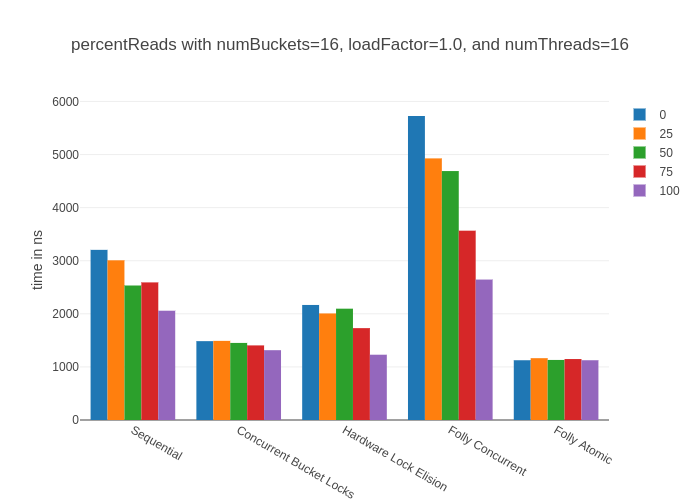 percentReads with numBuckets=16, loadFactor=1.0, and numThreads=16
time in ns
6000
5000
4000
3000
2000
1000
0
Sequential
Concurrent Bucket Locks
Hardware Lock Elision
Folly Concurrent
Folly Atomic
0
25
50
75
100